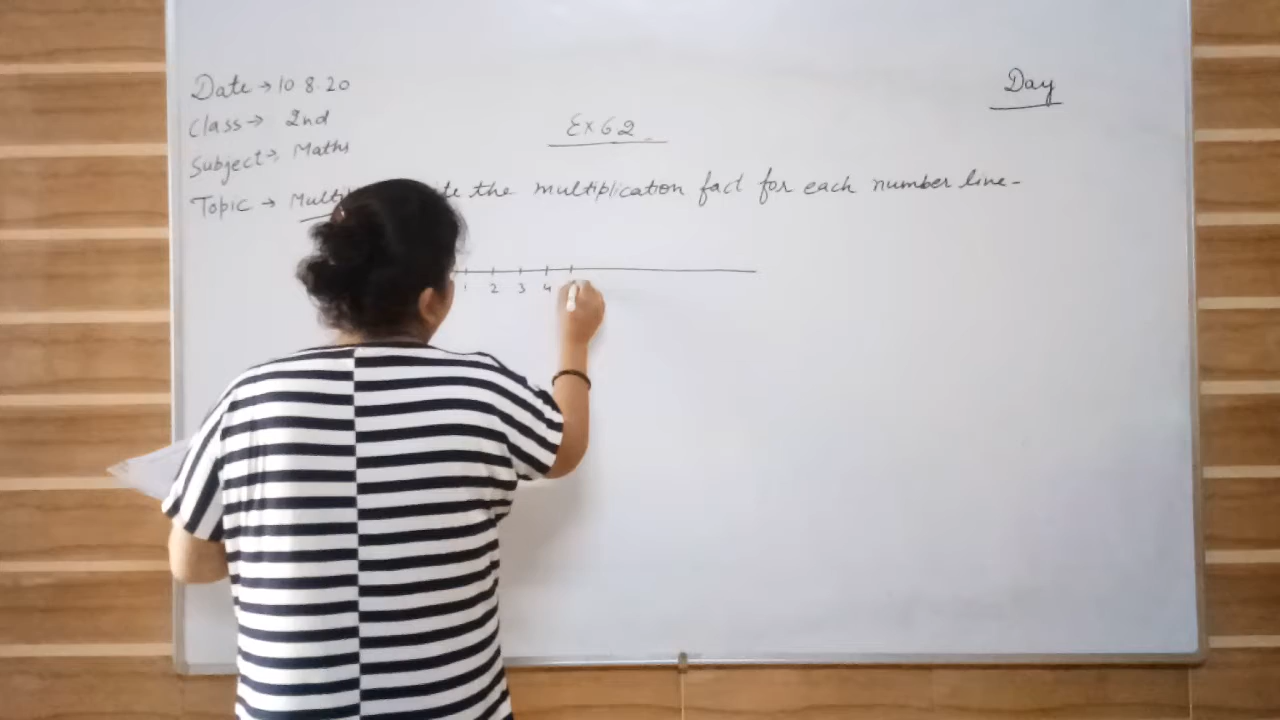 Date → 10 8.20
Day
Class → 2nd
Ex 6 2
Subject → Maths
Topic → the multiplication fact for each number line-
1 2 3 4